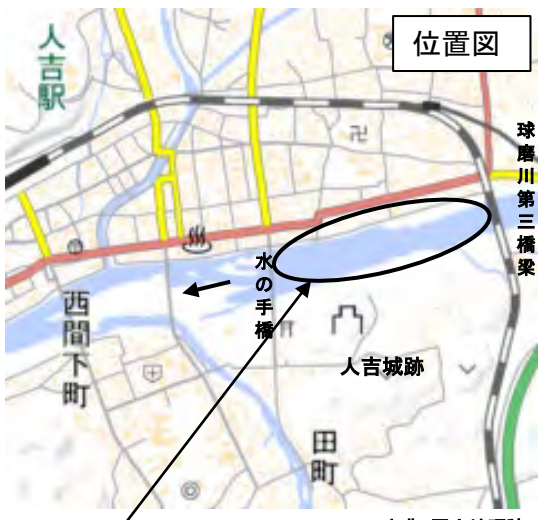 位置図
人吉駅
球磨川第三橋梁
水の手橋
人吉城跡
西間下町
田町